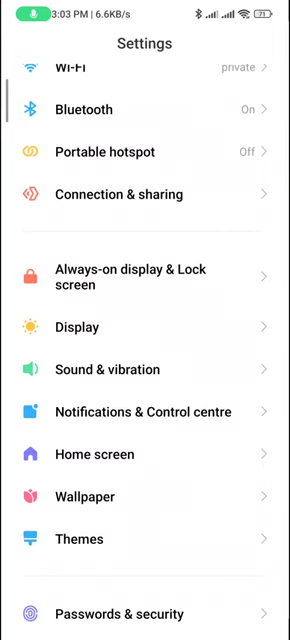 3:03 PM | 6.6KB/s 71
Settings
Wi-Fi private
Bluetooth On
Portable hotspot Off
Connection & sharing
Always-on display & Lock
screen
Display
Sound & vibration
Notifications & Control centre
Home screen
Wallpaper
Themes
Passwords & security